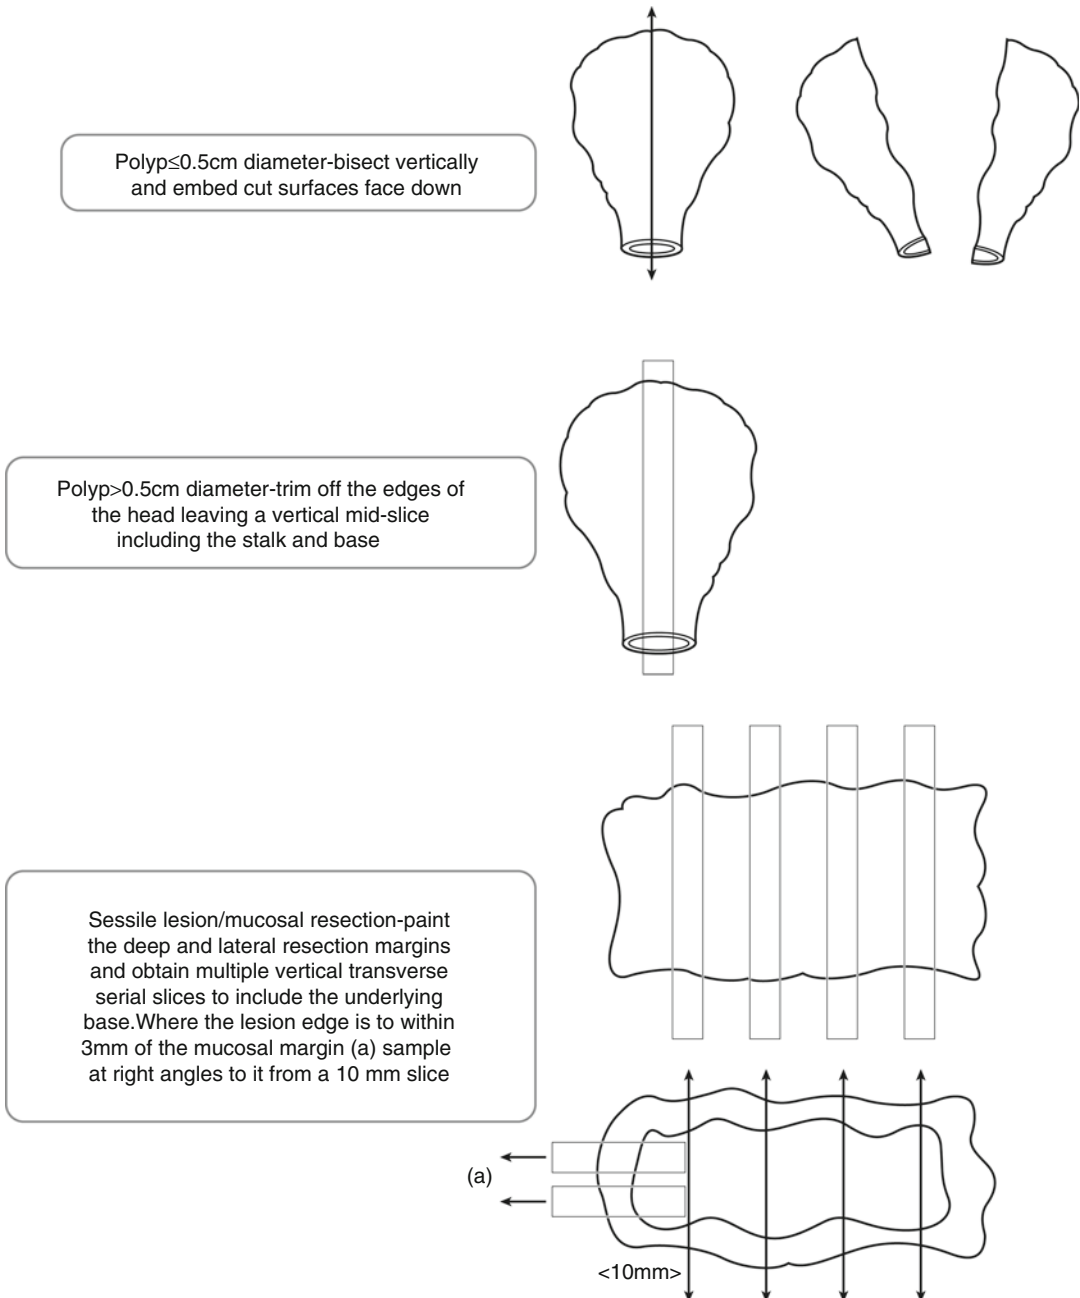 Polyp≤0.5cm diameter-bisect vertically
and embed cut surfaces face down
Polyp>0.5cm diameter-trim off the edges of
the head leaving a vertical mid-slice
including the stalk and base
Sessile lesion/mucosal resection-paint
the deep and lateral resection margins
and obtain multiple vertical transverse
serial slices to include the underlying
base.Where the lesion edge is to within
3mm of the mucosal margin (a) sample
at right angles to it from a 10 mm slice
(a)
<10mm>